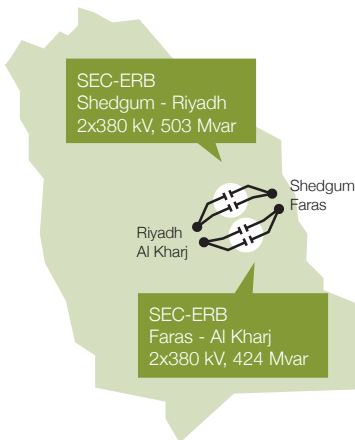 SEC-ERB
Shedgum - Riyadh
2x380 kV, 503 Mvar
Shedgum
Faras
Riyadh
Al Kharj
SEC-ERB
Faras - Al Kharj
2x380 kV, 424 Mvar